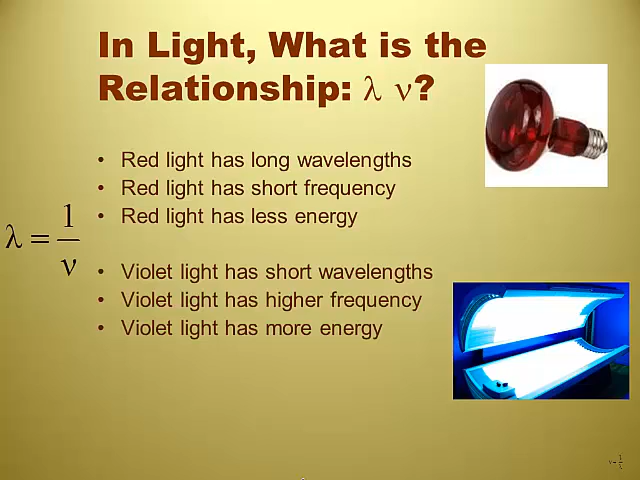 In Light, What is the
Relationship: λ ν?
• Red light has long wavelengths
• Red light has short frequency
• Red light has less energy
λ = 1/ν
• Violet light has short wavelengths
• Violet light has higher frequency
• Violet light has more energy